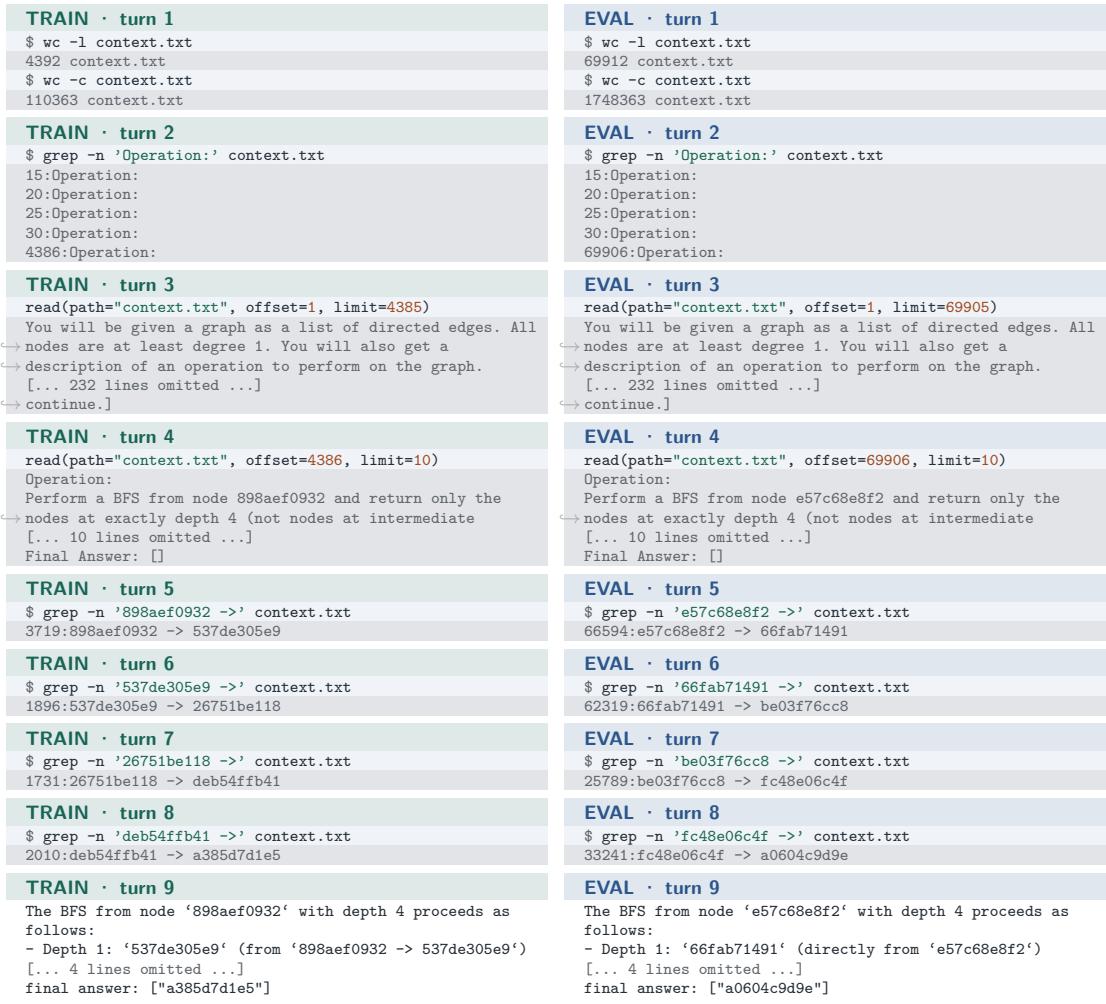 TRAIN · turn 1
$ wc -l context.txt
4392 context.txt
$ wc -c context.txt
110363 context.txt
TRAIN · turn 2
$ grep -n ’Operation:’ context.txt
15:Operation:
20:Operation:
25:Operation:
30:Operation:
4386:Operation:
TRAIN · turn 3
read(path="context.txt", offset=1, limit=4385)
You will be given a graph as a list of directed edges. All
↪ nodes are at least degree 1. You will also get a
↪ description of an operation to perform on the graph.
[... 232 lines omitted ...]
↪ continue.]
TRAIN · turn 4
read(path="context.txt", offset=4386, limit=10)
Operation:
Perform a BFS from node 898aef0932 and return only the
↪ nodes at exactly depth 4 (not nodes at intermediate
[... 10 lines omitted ...]
Final Answer: []
TRAIN · turn 5
$ grep -n ’898aef0932 ->’ context.txt
3719:898aef0932 -> 537de305e9
TRAIN · turn 6
$ grep -n ’537de305e9 ->’ context.txt
1896:537de305e9 -> 26751be118
TRAIN · turn 7
$ grep -n ’26751be118 ->’ context.txt
1731:26751be118 -> deb54ffb41
TRAIN · turn 8
$ grep -n ’deb54ffb41 ->’ context.txt
2010:deb54ffb41 -> a385d7d1e5
TRAIN · turn 9
The BFS from node ‘898aef0932‘ with depth 4 proceeds as
follows:
- Depth 1: ‘537de305e9‘ (from ‘898aef0932 -> 537de305e9‘)
[... 4 lines omitted ...]
final answer: ["a385d7d1e5"]
EVAL · turn 1
$ wc -l context.txt
69912 context.txt
$ wc -c context.txt
1748363 context.txt
EVAL · turn 2
$ grep -n ’Operation:’ context.txt
15:Operation:
20:Operation:
25:Operation:
30:Operation:
69906:Operation:
EVAL · turn 3
read(path="context.txt", offset=1, limit=69905)
You will be given a graph as a list of directed edges. All
↪ nodes are at least degree 1. You will also get a
↪ description of an operation to perform on the graph.
[... 232 lines omitted ...]
↪ continue.]
EVAL · turn 4
read(path="context.txt", offset=69906, limit=10)
Operation:
Perform a BFS from node e57c68e8f2 and return only the
↪ nodes at exactly depth 4 (not nodes at intermediate
[... 10 lines omitted ...]
Final Answer: []
EVAL · turn 5
$ grep -n ’e57c68e8f2 ->’ context.txt
66594:e57c68e8f2 -> 66fab71491
EVAL · turn 6
$ grep -n ’66fab71491 ->’ context.txt
62319:66fab71491 -> be03f76cc8
EVAL · turn 7
$ grep -n ’be03f76cc8 ->’ context.txt
25789:be03f76cc8 -> fc48e06c4f
EVAL · turn 8
$ grep -n ’fc48e06c4f ->’ context.txt
33241:fc48e06c4f -> a0604c9d9e
EVAL · turn 9
The BFS from node ‘e57c68e8f2‘ with depth 4 proceeds as
follows:
- Depth 1: ‘66fab71491‘ (directly from ‘e57c68e8f2‘)
[... 4 lines omitted ...]
final answer: ["a0604c9d9e"]